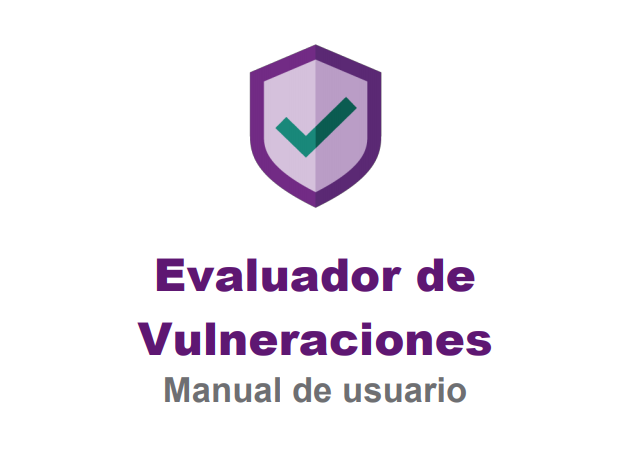 Evaluador de
Vulneraciones
Manual de usuario